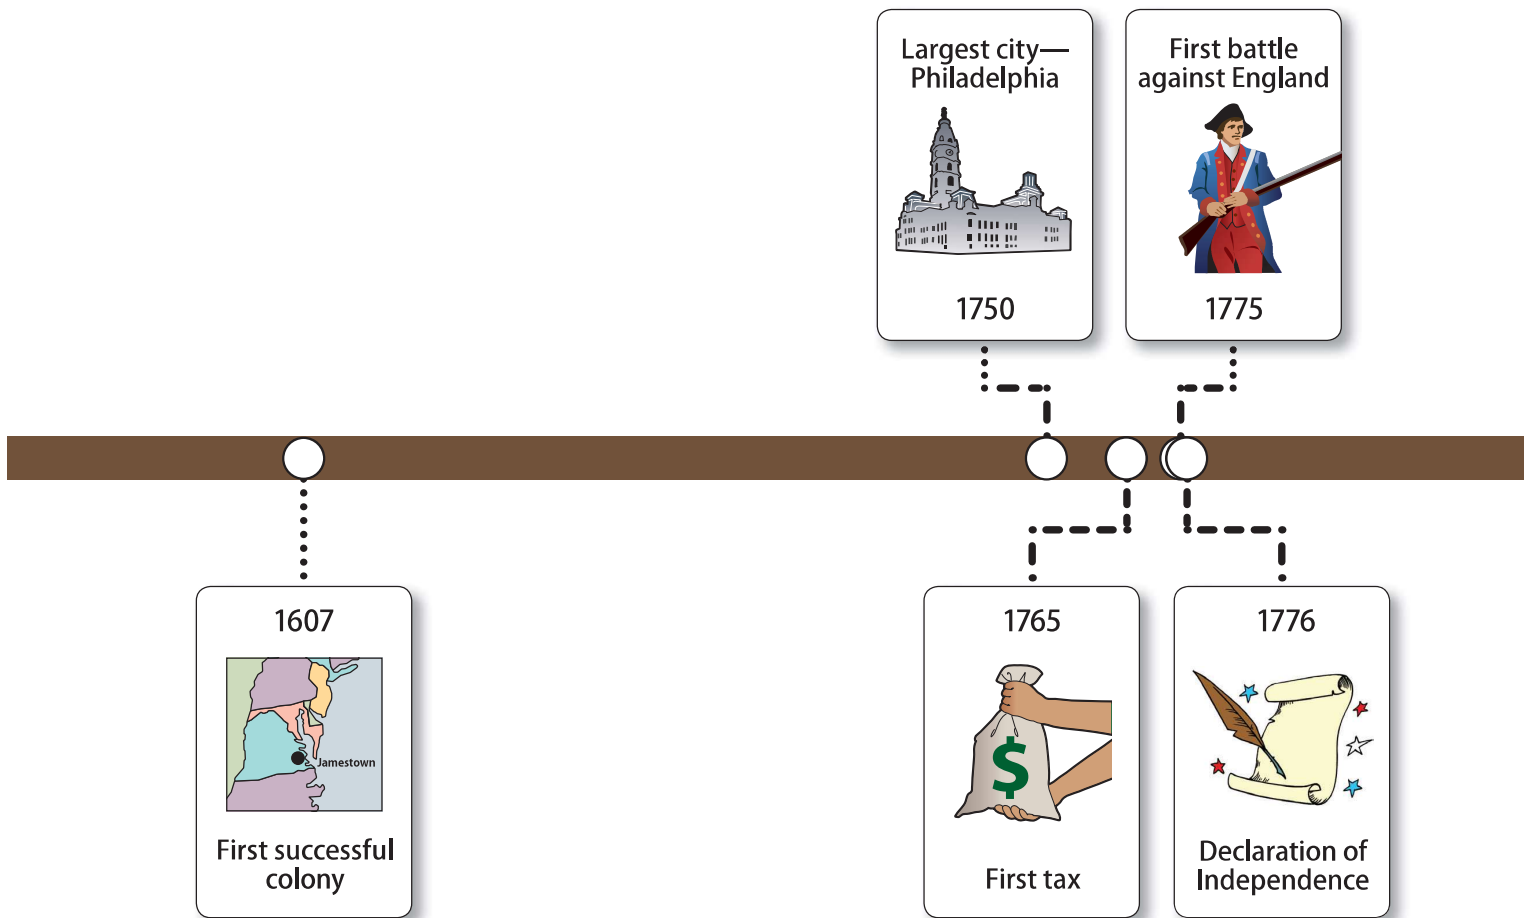 Largest city—
Philadelphia
1750
First battle
against England
1775
1607
Jamestown
First successful
colony
1765
$
First tax
1776
Declaration of
Independence